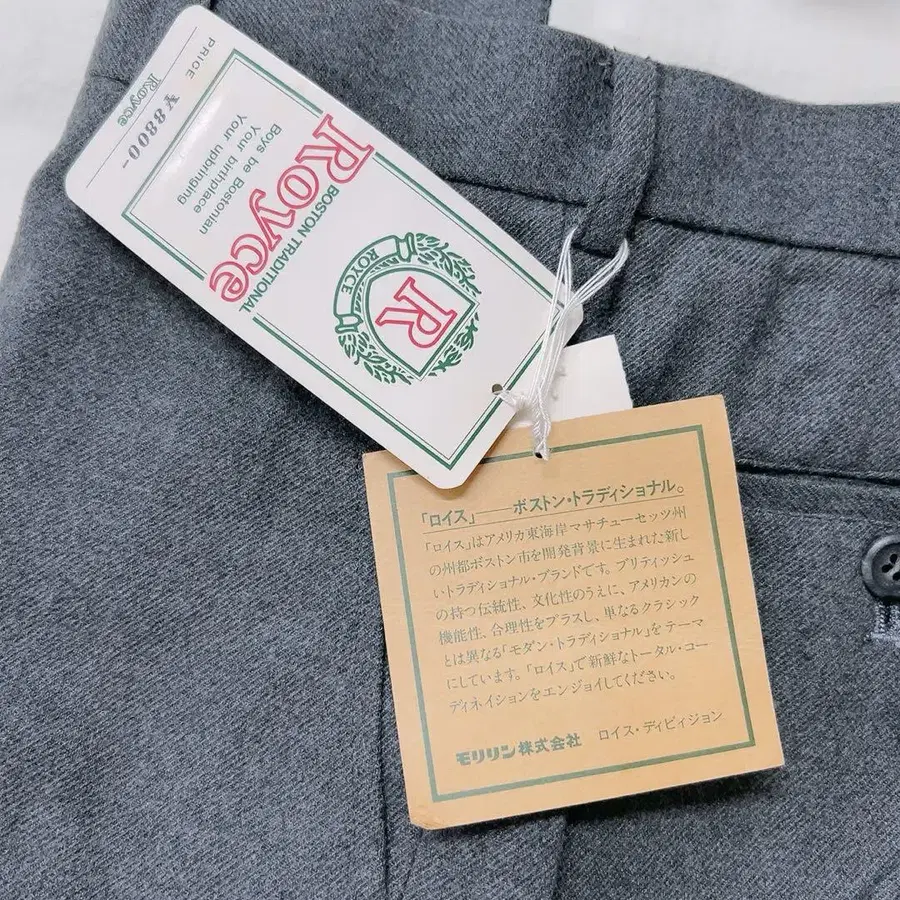 PRICE ¥8800-
Royce
Boys be Bostonian
Your birthplace
Your upbringing
Royce
BOSTON TRADITIONAL
ROYCE
R
「ロイス」──ボストン・トラディショナル。
「ロイス」はアメリカ東海岸マサチューセッツ州
の州都ボストン市を開発背景に生まれた新し
いトラディショナル・ブランドです。ブリティッシュ
の持つ伝統性、文化性のうえに、アメリカンの
機能性、合理性をプラスし、単なるクラシック
とは異なる「モダン・トラディショナル」をテーマ
にしています。「ロイス」で新鮮なトータル・コー
ディネイションをエンジョイしてください。
モリリン株式会社 ロイス・ディビィジョン